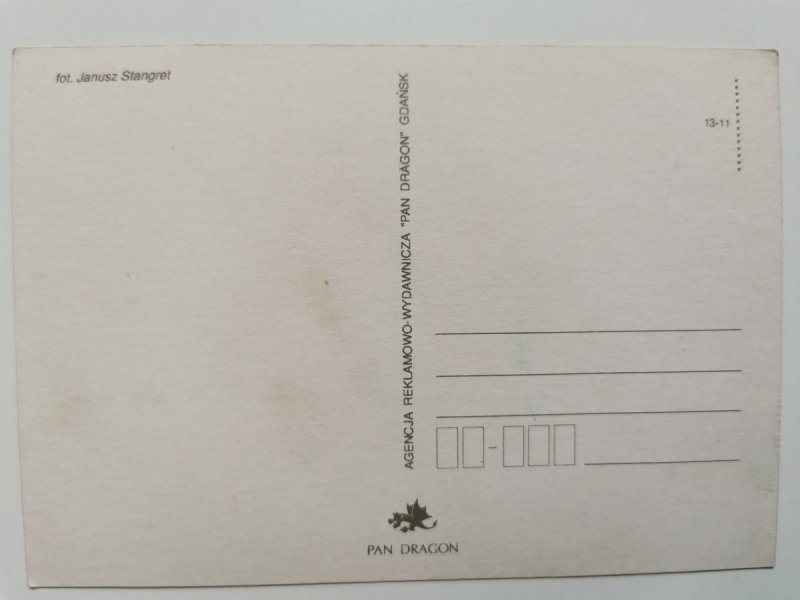 fot. Janusz Stangret
AGENCJA REKLAMOWO-WYDAWNICZA "PAN DRAGON" GDAŃSK
13-11
-
PAN DRAGON